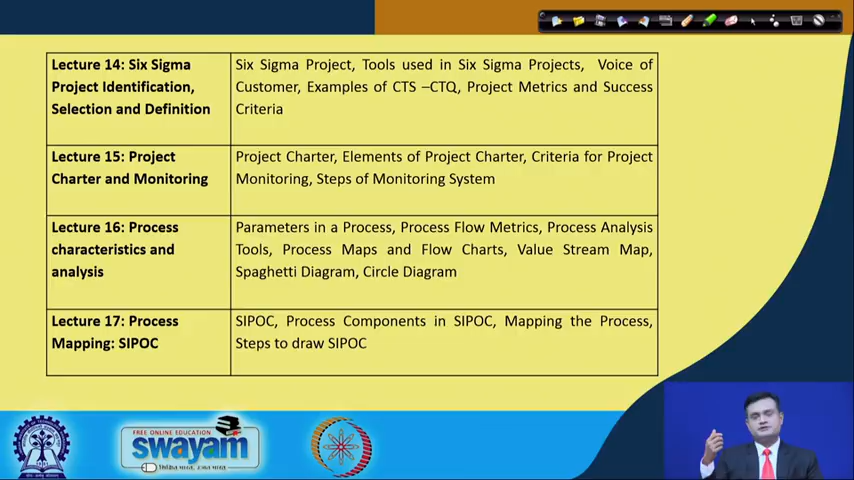 Lecture 14: Six Sigma
Project Identification,
Selection and Definition
Six Sigma Project, Tools used in Six Sigma Projects, Voice of
Customer, Examples of CTS –CTQ, Project Metrics and Success
Criteria
Lecture 15: Project
Charter and Monitoring
Project Charter, Elements of Project Charter, Criteria for Project
Monitoring, Steps of Monitoring System
Lecture 16: Process
characteristics and
analysis
Parameters in a Process, Process Flow Metrics, Process Analysis
Tools, Process Maps and Flow Charts, Value Stream Map,
Spaghetti Diagram, Circle Diagram
Lecture 17: Process
Mapping: SIPOC
SIPOC, Process Components in SIPOC, Mapping the Process,
Steps to draw SIPOC
FREE ONLINE EDUCATION
swayam
शिक्षित भारत, उन्नत भारत